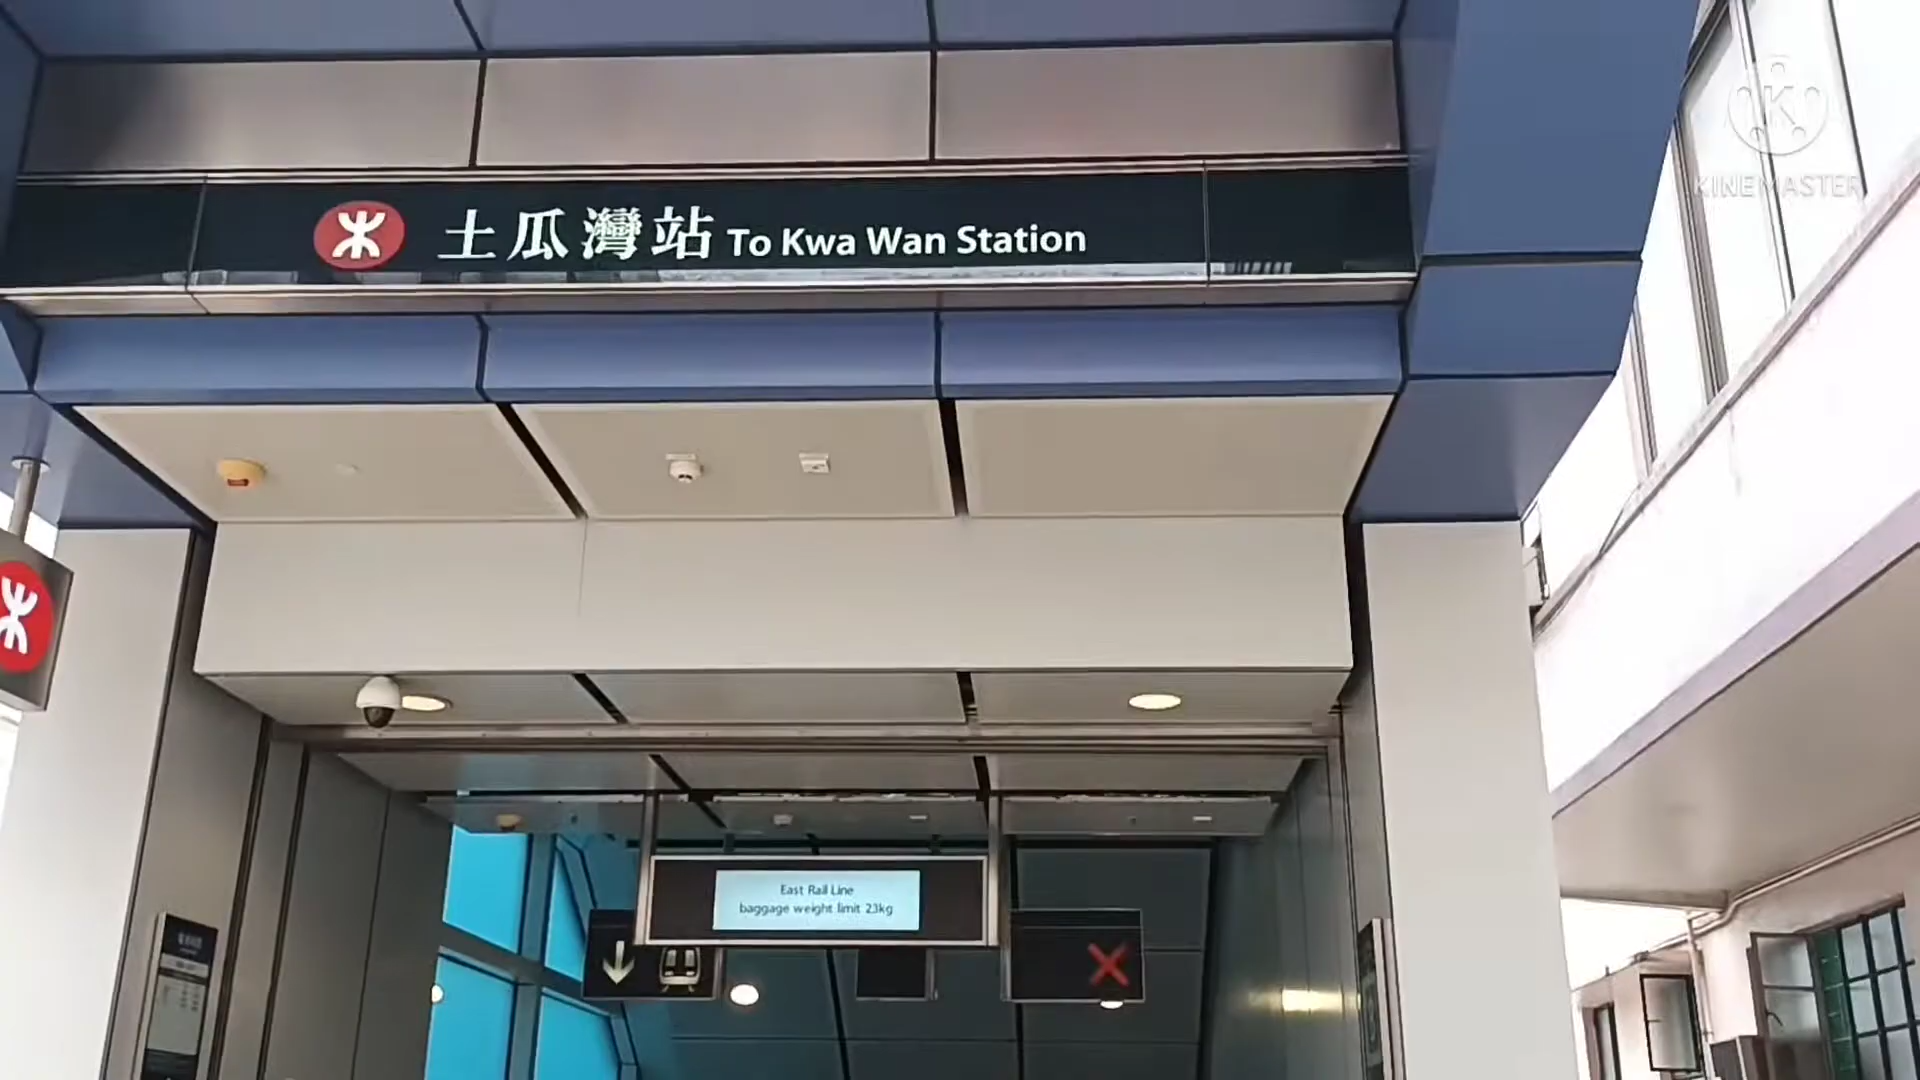 土瓜灣站 To Kwa Wan Station
K
KINEMASTER
East Rail Line
baggage weight limit 23kg